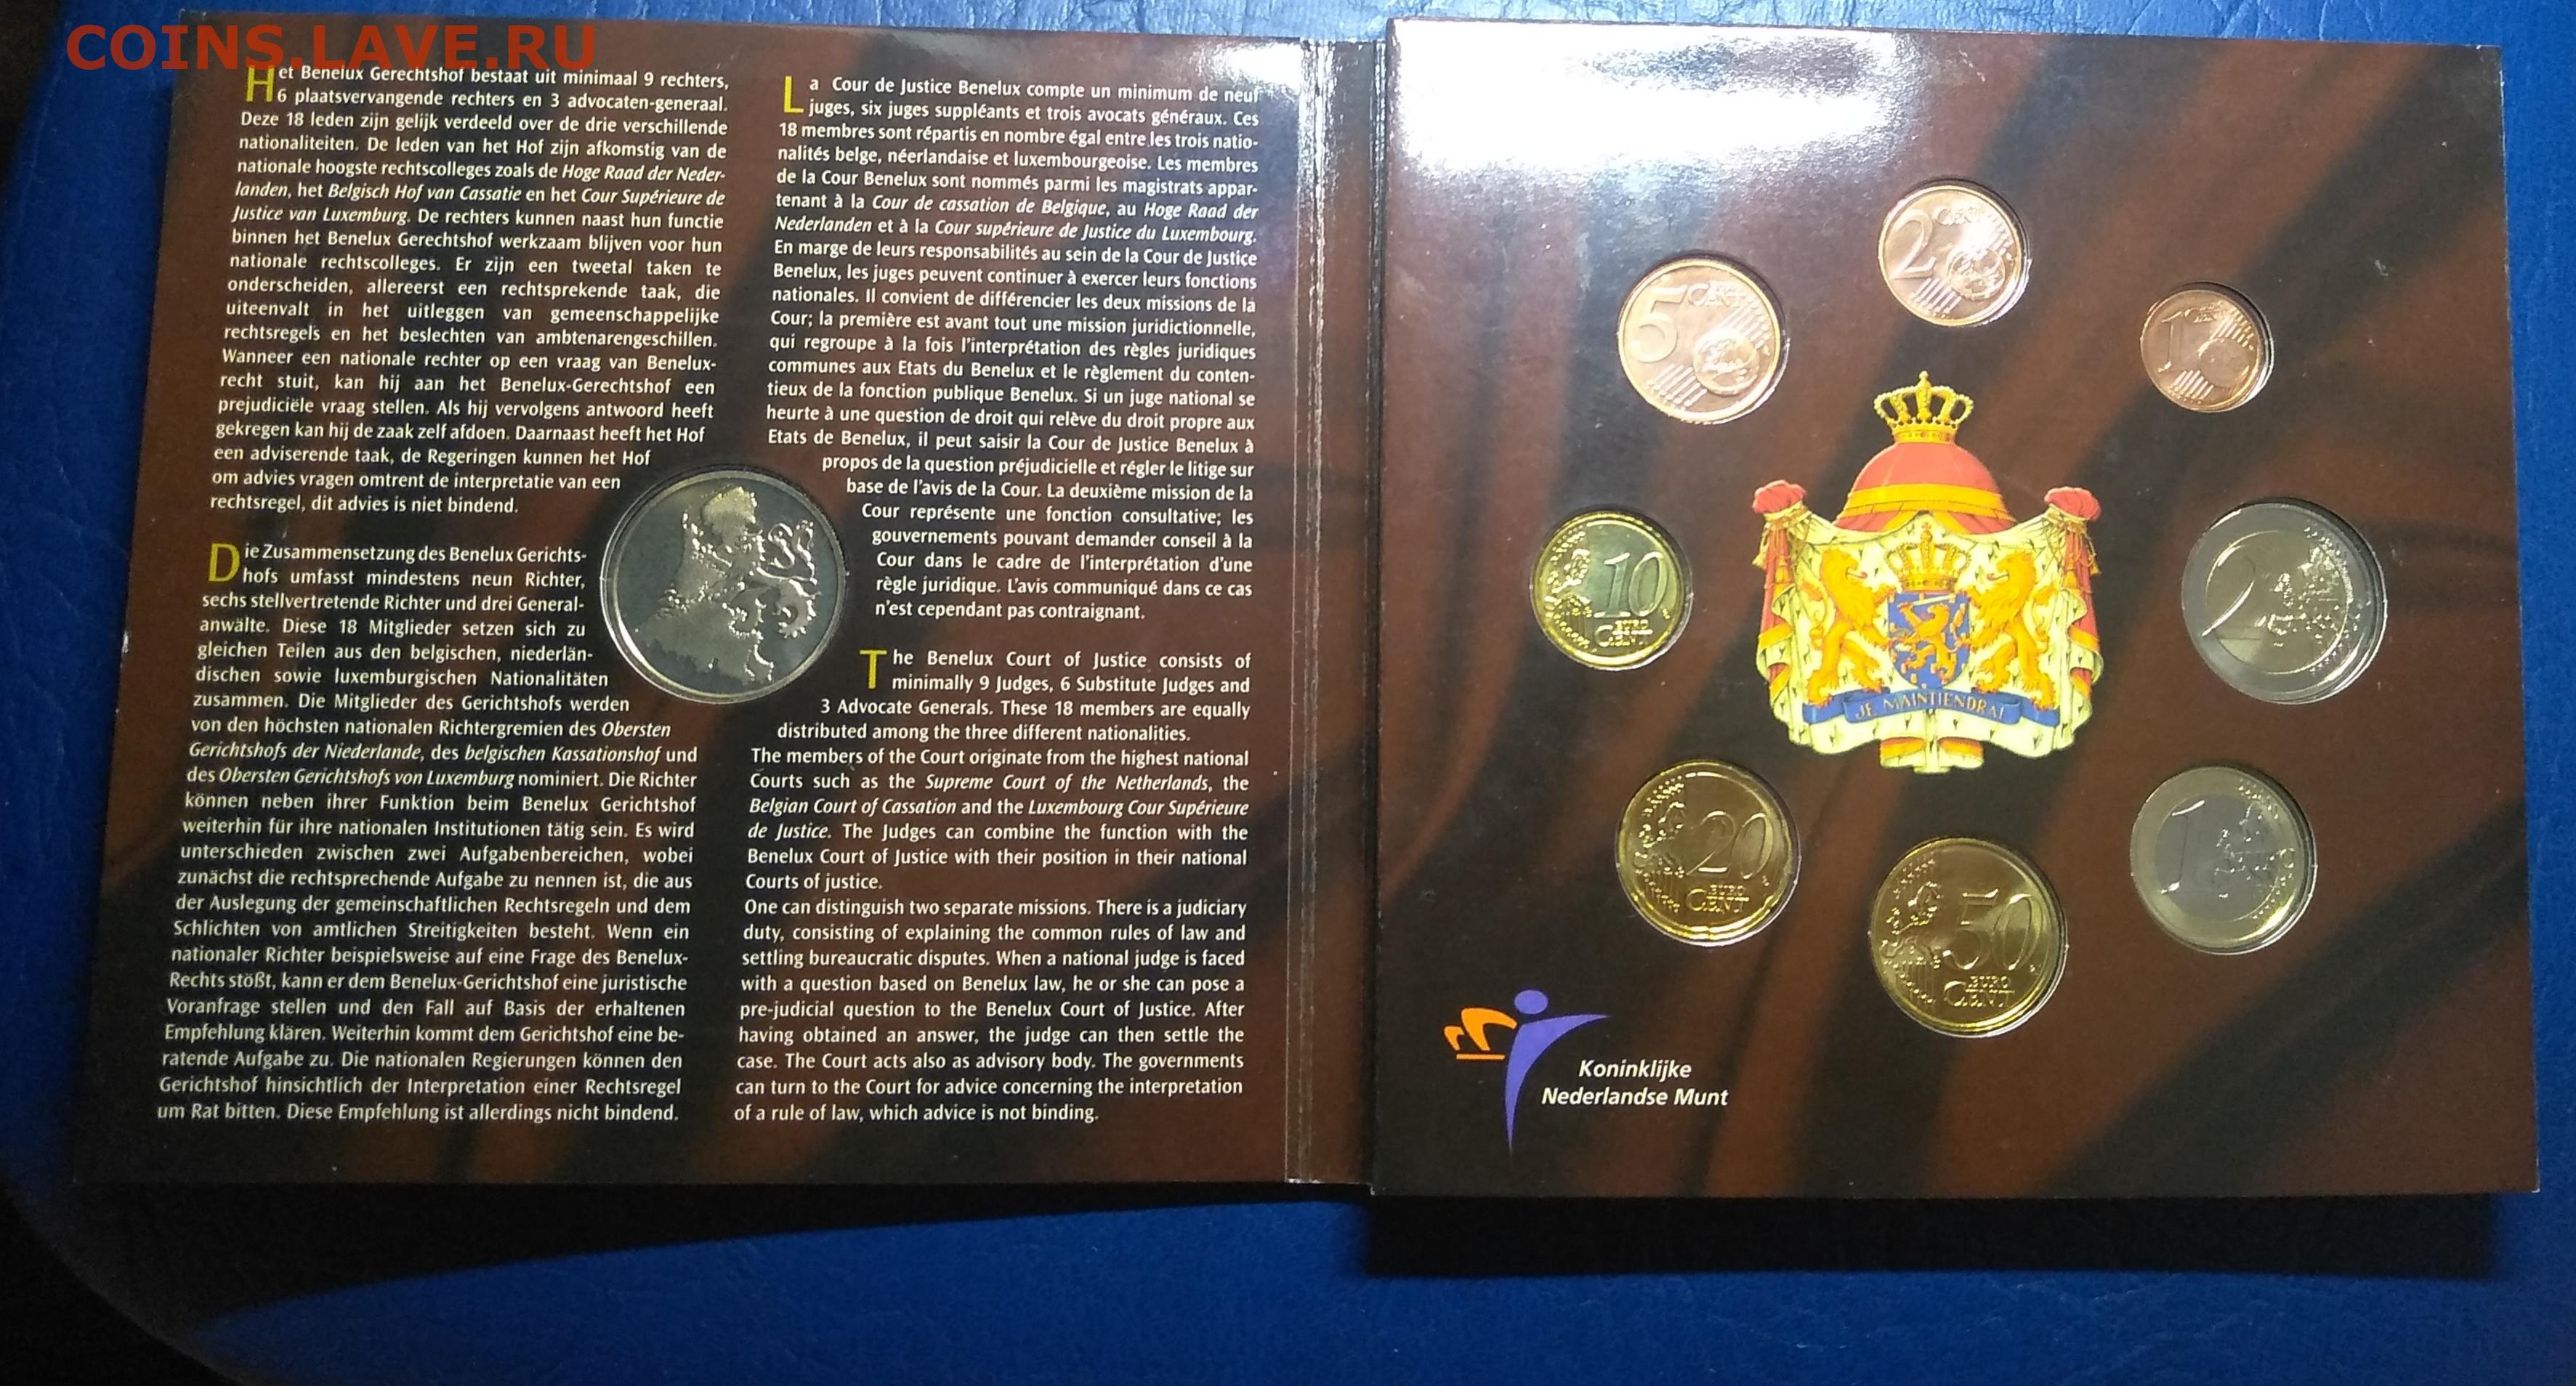 COINS.LAVE.RU
Het Benelux Gerechtshof bestaat uit minimaal 9 rechters,
6 plaatsvervangende rechters en 3 advocaten-generaal.
Deze 18 leden zijn gelijk verdeeld over de drie verschillende
nationaliteiten. De leden van het Hof zijn afkomstig van de
nationale hoogste rechtscolleges zoals de Hoge Raad der Neder-
landen, het Belgisch Hof van Cassatie en het Cour Supérieure de
Justice van Luxemburg. De rechters kunnen naast hun functie
binnen het Benelux Gerechtshof werkzaam blijven voor hun
nationale rechtscolleges. Er zijn een tweetal taken te
onderscheiden, allereerst een rechtsprekende taak, die
uiteenvalt in het uitleggen van gemeenschappelijke
rechtsregels en het beslechten van ambtenarengeschillen.
Wanneer een nationale rechter op een vraag van Benelux-
recht stuit, kan hij aan het Benelux-Gerechtshof een
prejudiciële vraag stellen. Als hij vervolgens antwoord heeft
gekregen kan hij de zaak zelf afdoen. Daarnaast heeft het Hof
een adviserende taak, de Regeringen kunnen het Hof
om advies vragen omtrent de interpretatie van een
rechtsregel, dit advies is niet bindend.
Die Zusammensetzung des Benelux Gerichts-
hofs umfasst mindestens neun Richter,
sechs stellvertretende Richter und drei General-
anwälte. Diese 18 Mitglieder setzen sich zu
gleichen Teilen aus den belgischen, niederlän-
dischen sowie luxemburgischen Nationalitäten
zusammen. Die Mitglieder des Gerichtshofs werden
von den höchsten nationalen Richtergremien des Obersten
Gerichtshofs der Niederlande, des belgischen Kassationshof und
des Obersten Gerichtshofs von Luxemburg nominiert. Die Richter
können neben ihrer Funktion beim Benelux Gerichtshof
weiterhin für ihre nationalen Institutionen tätig sein. Es wird
unterschieden zwischen zwei Aufgabenbereichen, wobei
zunächst die rechtsprechende Aufgabe zu nennen ist, die aus
der Auslegung der gemeinschaftlichen Rechtsregeln und dem
Schlichten von amtlichen Streitigkeiten besteht. Wenn ein
nationaler Richter beispielsweise auf eine Frage des Benelux-
Rechts stößt, kann er dem Benelux-Gerichtshof eine juristische
Voranfrage stellen und den Fall auf Basis der erhaltenen
Empfehlung klären. Weiterhin kommt dem Gerichtshof eine be-
ratende Aufgabe zu. Die nationalen Regierungen können den
Gerichtshof hinsichtlich der Interpretation einer Rechtsregel
um Rat bitten. Diese Empfehlung ist allerdings nicht bindend.
La Cour de Justice Benelux compte un minimum de neuf
juges, six juges suppléants et trois avocats généraux. Ces
18 membres sont répartis en nombre égal entre les trois natio-
nalités belge, néerlandaise et luxembourgeoise. Les membres
de la Cour Benelux sont nommés parmi les magistrats appar-
tenant à la Cour de cassation de Belgique, au Hoge Raad der
Nederlanden et à la Cour supérieure de Justice du Luxembourg.
En marge de leurs responsabilités au sein de la Cour de Justice
Benelux, les juges peuvent continuer à exercer leurs fonctions
nationales. Il convient de différencier les deux missions de la
Cour; la première est avant tout une mission juridictionnelle,
qui regroupe à la fois l'interprétation des règles juridiques
communes aux Etats du Benelux et le règlement du conten-
tieux de la fonction publique Benelux. Si un juge national se
heurte à une question de droit qui relève du droit propre aux
Etats de Benelux, il peut saisir la Cour de Justice Benelux à
propos de la question préjudicielle et régler le litige sur
base de l'avis de la Cour. La deuxième mission de la
Cour représente une fonction consultative; les
gouvernements pouvant demander conseil à la
Cour dans le cadre de l'interprétation d'une
règle juridique. L'avis communiqué dans ce cas
n'est cependant pas contraignant.
The Benelux Court of Justice consists of
minimally 9 Judges, 6 Substitute Judges and
3 Advocate Generals. These 18 members are equally
distributed among the three different nationalities.
The members of the Court originate from the highest national
Courts such as the Supreme Court of the Netherlands, the
Belgian Court of Cassation and the Luxembourg Cour Supérieure
de Justice. The Judges can combine the function with the
Benelux Court of Justice with their position in their national
Courts of justice.
One can distinguish two separate missions. There is a judiciary
duty, consisting of explaining the common rules of law and
settling bureaucratic disputes. When a national judge is faced
with a question based on Benelux law, he or she can pose a
pre-judicial question to the Benelux Court of Justice. After
having obtained an answer, the judge can then settle the
case. The Court acts also as advisory body. The governments
can turn to the Court for advice concerning the interpretation
of a rule of law, which advice is not binding.
2 CENT
5 CENT
1
10
EURO
CENT
2
JE MAINTIENDRAI
20
EURO
CENT
50
EURO
CENT
1
Koninklijke
Nederlandse Munt